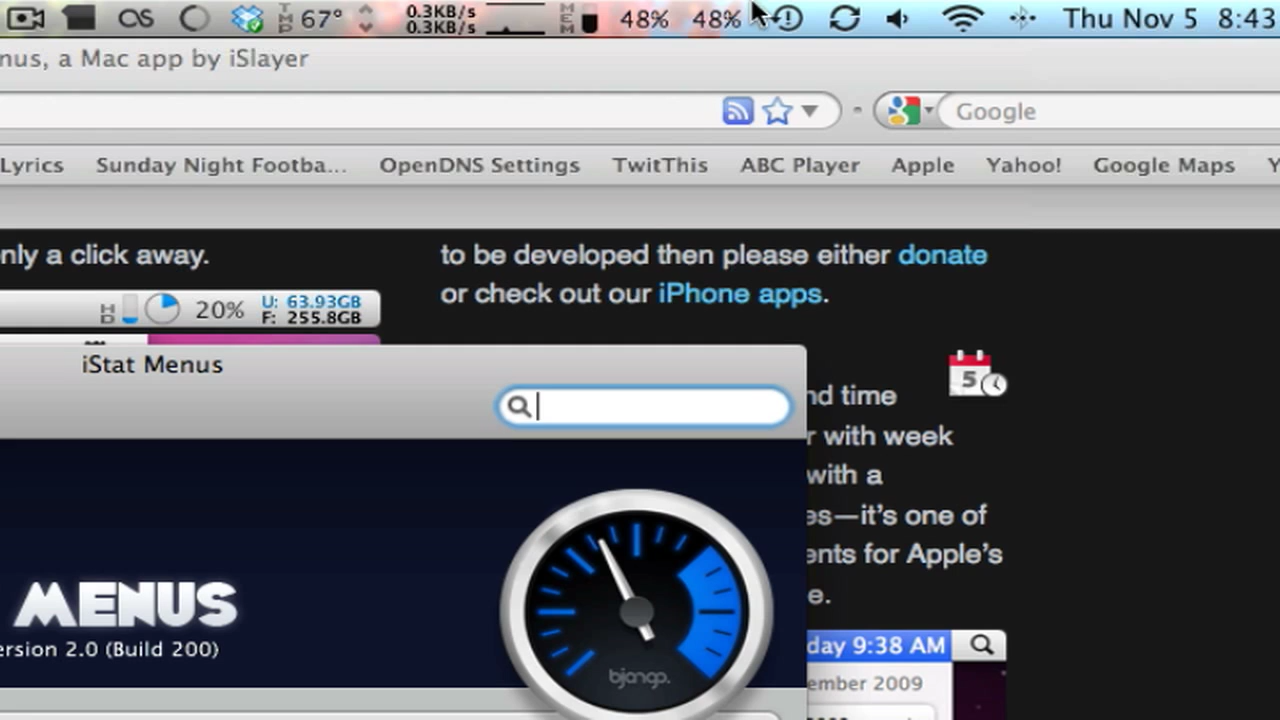 TMP 67° 0.3KB/s
0.3KB/s
MEM 48% 48% Thu Nov 5 8:43
nus, a Mac app by iSlayer
Google
Lyrics Sunday Night Footba... OpenDNS Settings TwitThis ABC Player Apple Yahoo! Google Maps Y
nly a click away.
to be developed then please either donate
or check out our iPhone apps.
HD 20% U: 63.93GB
F: 255.8GB
iStat Menus
5
nd time
r with week
with a
es—it's one of
ents for Apple's
e.
MENUS
ersion 2.0 (Build 200)
bjango.
day 9:38 AM
ember 2009